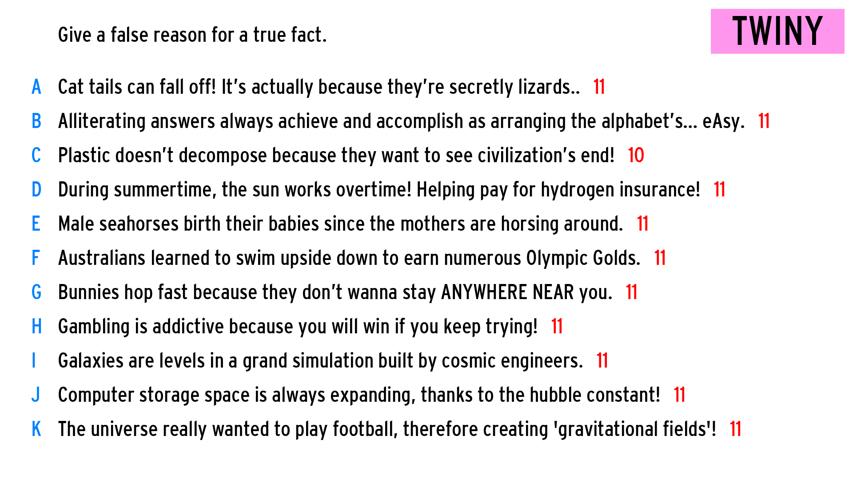 Give a false reason for a true fact.
TWINY
A Cat tails can fall off! It's actually because they're secretly lizards.. 11
B Alliterating answers always achieve and accomplish as arranging the alphabet's... eAsy. 11
C Plastic doesn't decompose because they want to see civilization's end! 10
D During summertime, the sun works overtime! Helping pay for hydrogen insurance! 11
E Male seahorses birth their babies since the mothers are horsing around. 11
F Australians learned to swim upside down to earn numerous Olympic Golds. 11
G Bunnies hop fast because they don't wanna stay ANYWHERE NEAR you. 11
H Gambling is addictive because you will win if you keep trying! 11
I Galaxies are levels in a grand simulation built by cosmic engineers. 11
J Computer storage space is always expanding, thanks to the hubble constant! 11
K The universe really wanted to play football, therefore creating 'gravitational fields'! 11